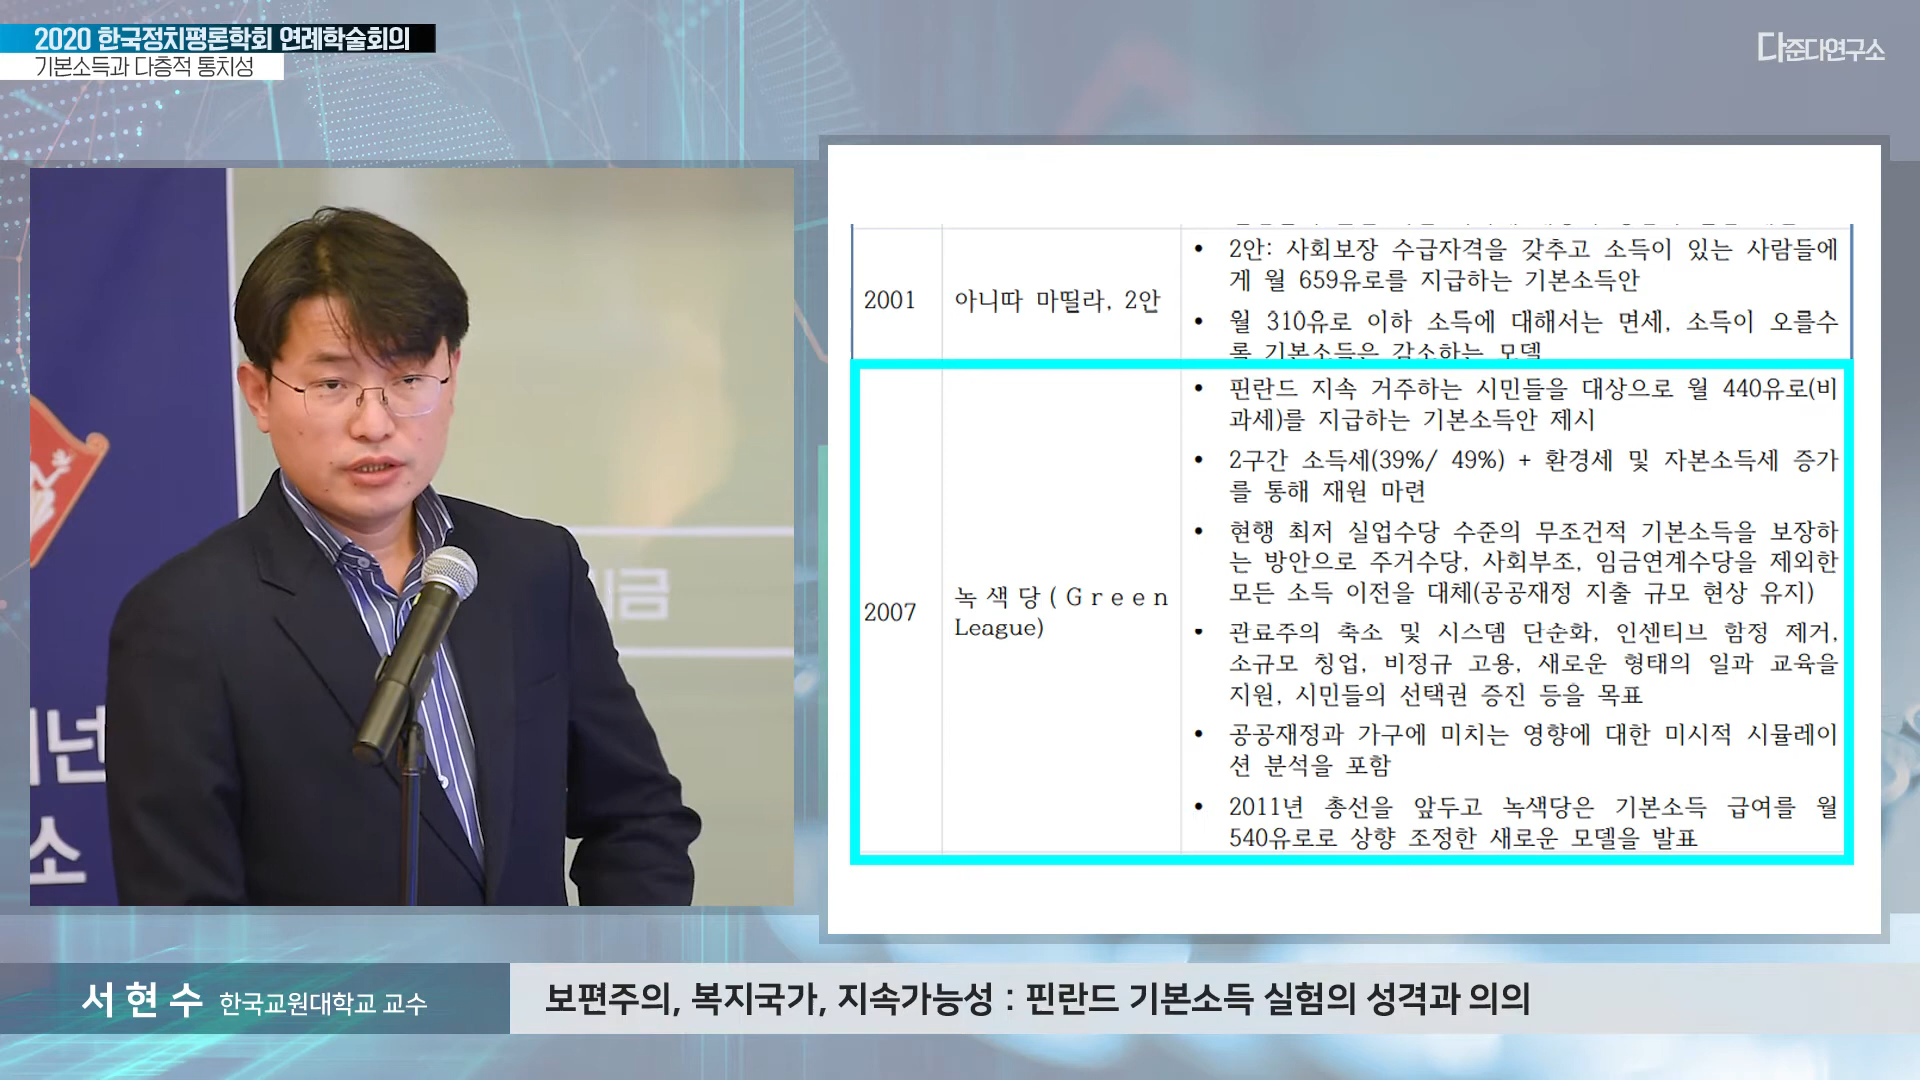 2020 한국정치평론학회 연례학술회의
기본소득과 다층적 통치성
다준다연구소
2001
아니따 마띨라, 2안
• 2안: 사회보장 수급자격을 갖추고 소득이 있는 사람들에
게 월 659유로를 지급하는 기본소득안
• 월 310유로 이하 소득에 대해서는 면세, 소득이 오를수
록 기본소득은 감소하는 모델
2007
녹색당(Green
League)
• 핀란드 지속 거주하는 시민들을 대상으로 월 440유로(비
과세)를 지급하는 기본소득안 제시
• 2구간 소득세(39%/ 49%) + 환경세 및 자본소득세 증가
를 통해 재원 마련
• 현행 최저 실업수당 수준의 무조건적 기본소득을 보장하
는 방안으로 주거수당, 사회부조, 임금연계수당을 제외한
모든 소득 이전을 대체(공공재정 지출 규모 현상 유지)
• 관료주의 축소 및 시스뎀 단순화, 인센티브 함정 제거,
소규모 칭업, 비정규 고용, 새로운 형태의 일과 교육을
지원, 시민들의 선택권 증진 등을 목표
• 공공재정과 가구에 미치는 영향에 대한 미시적 시뮬레이
션 분석을 포함
• 2011년 총선을 앞두고 녹색당은 기본소득 급여를 월
540유로로 상향 조정한 새로운 모델을 발표
지금
넌
소
서현수 한국교원대학교 교수
보편주의, 복지국가, 지속가능성 : 핀란드 기본소득 실험의 성격과 의의